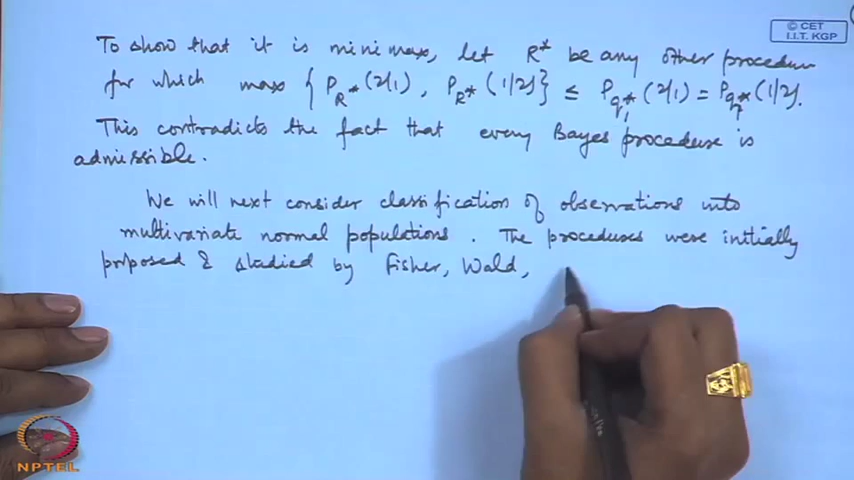 © CET
I.I.T. KGP
To show that it is minimax, let R* be any other procedure
for which max { P_R*(2/1), P_R*(1/2)} ≤ P_q₁*(2/1) = P_q₁*(1/2).
This contradicts the fact that every Bayes procedure is
admissible.
We will next consider classification of observations into
multivariate normal populations. The procedures were initially
proposed & studied by Fisher, Wald,
NPTEL